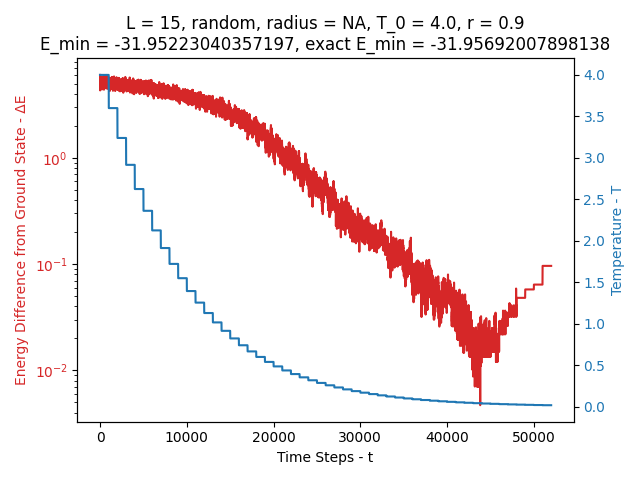 L = 15, random, radius = NA, T_0 = 4.0, r = 0.9
E_min = -31.95223040357197, exact E_min = -31.95692007898138
Energy Difference from Ground State - ΔE
10⁰
10⁻¹
10⁻²
4.0
3.5
3.0
2.5
2.0
1.5
1.0
0.5
0.0
Temperature - T
0 10000 20000 30000 40000 50000
Time Steps - t